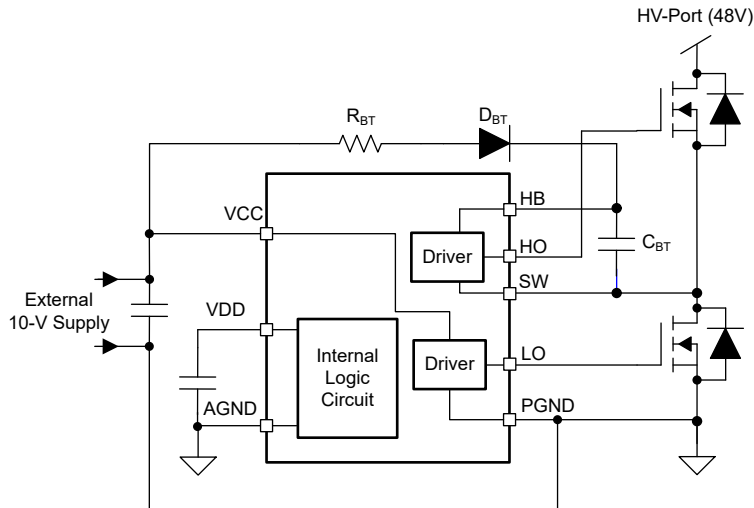 HV-Port (48V)
RBT
DBT
VCC
HB
HO
CBT
Driver
SW
External
10-V Supply
VDD
Internal
Logic
Circuit
Driver
LO
AGND
PGND